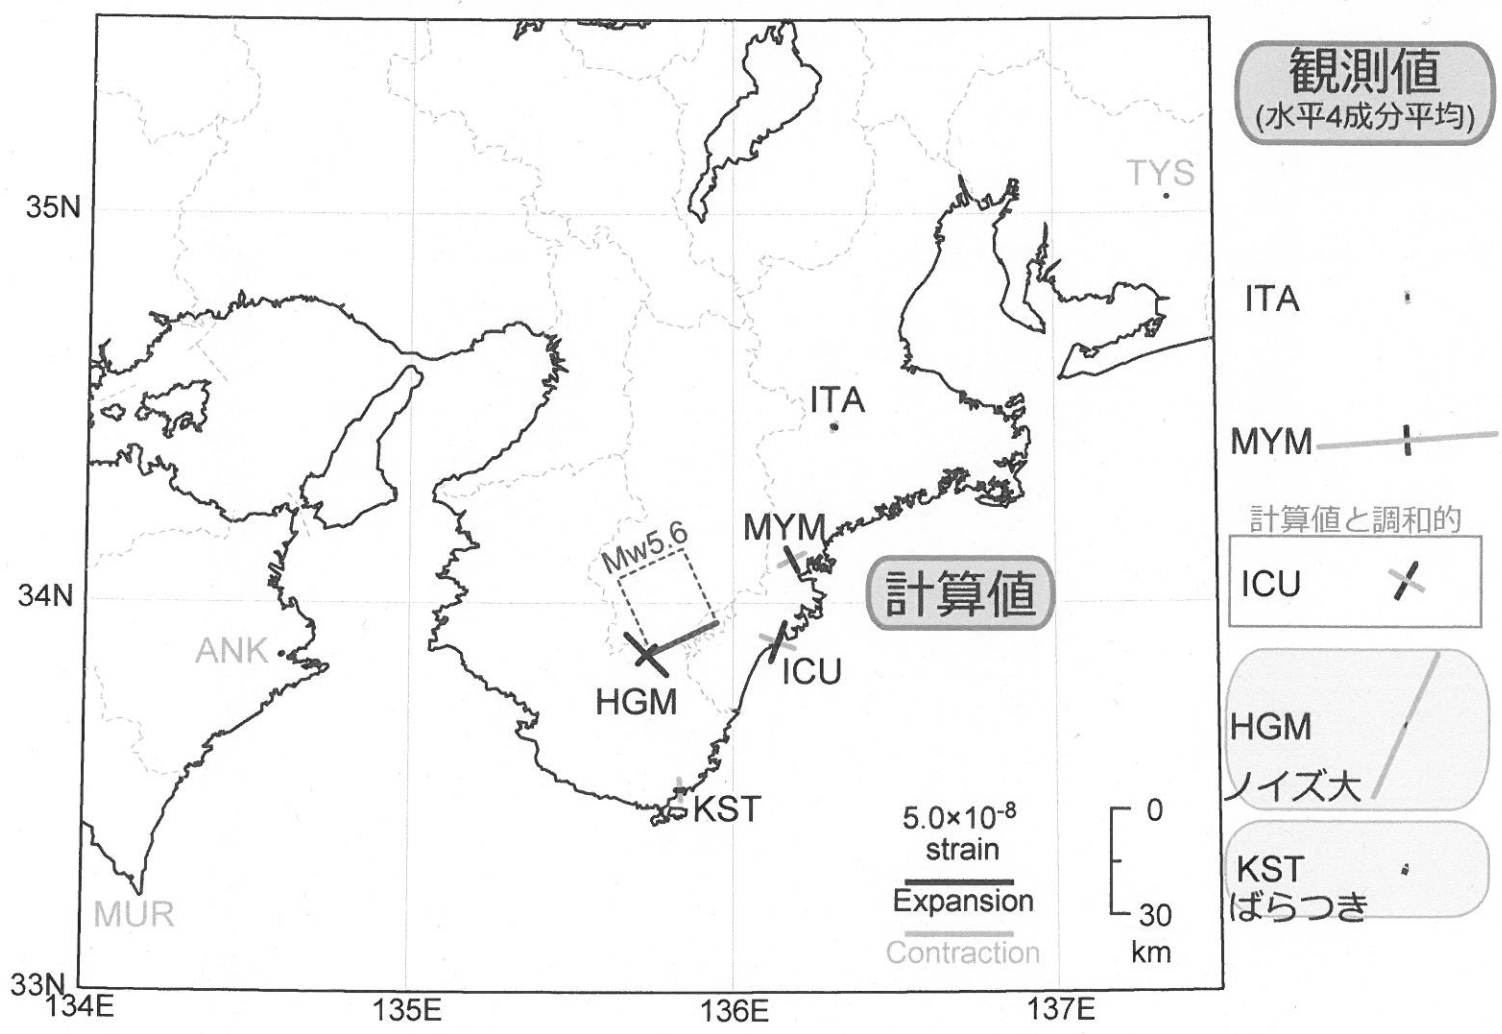 観測値
(水平4成分平均)
TYS
35N
ITA
ITA
MYM
MYM
計算値と調和的
Mw5.6
計算値
ICU
34N
ANK
ICU
HGM
HGM
ノイズ大
KST
5.0×10-8
strain
Expansion
Contraction
0
30
km
KST
ばらつき
MUR
33N
134E
135E
136E
137E